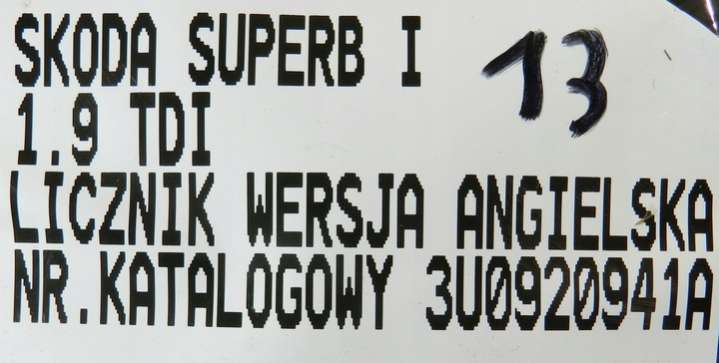 SKODA SUPERB I 13
1.9 TDI
LICZNIK WERSJA ANGIELSKA
NR.KATALOGOWY 3U0920941A